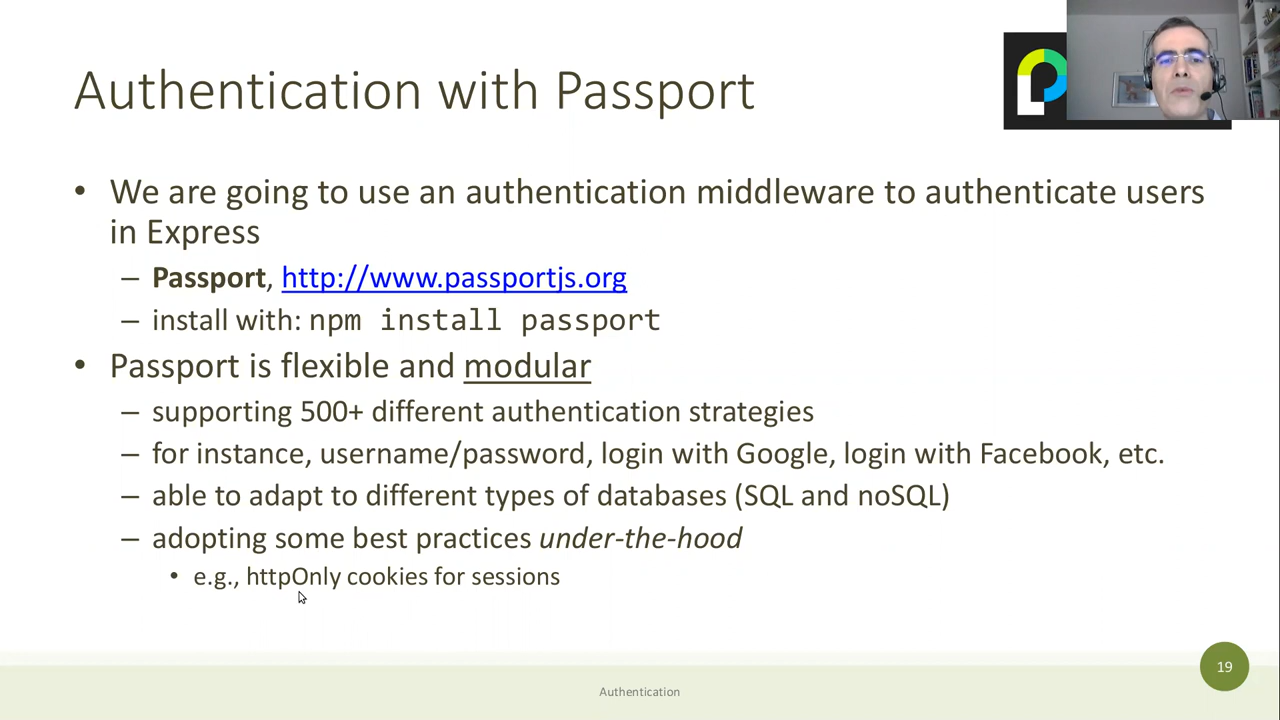 Authentication with Passport
• We are going to use an authentication middleware to authenticate users
in Express
– Passport, http://www.passportjs.org
– install with: npm install passport
• Passport is flexible and modular
– supporting 500+ different authentication strategies
– for instance, username/password, login with Google, login with Facebook, etc.
– able to adapt to different types of databases (SQL and noSQL)
– adopting some best practices under-the-hood
• e.g., httpOnly cookies for sessions
19
Authentication